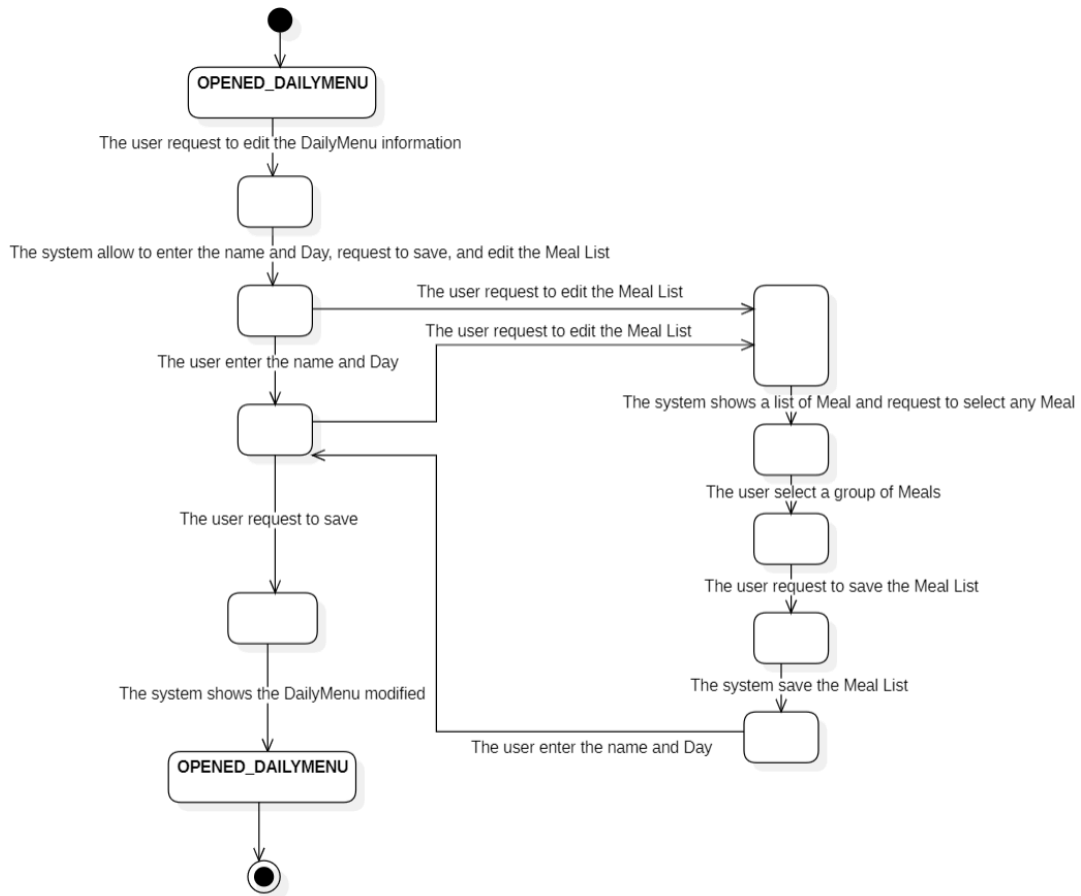 OPENED_DAILYMENU
The user request to edit the DailyMenu information
The system allow to enter the name and Day, request to save, and edit the Meal List
The user request to edit the Meal List
The user request to edit the Meal List
The user enter the name and Day
The system shows a list of Meal and request to select any Meal
The user select a group of Meals
The user request to save
The user request to save the Meal List
The system save the Meal List
The system shows the DailyMenu modified
The user enter the name and Day
OPENED_DAILYMENU